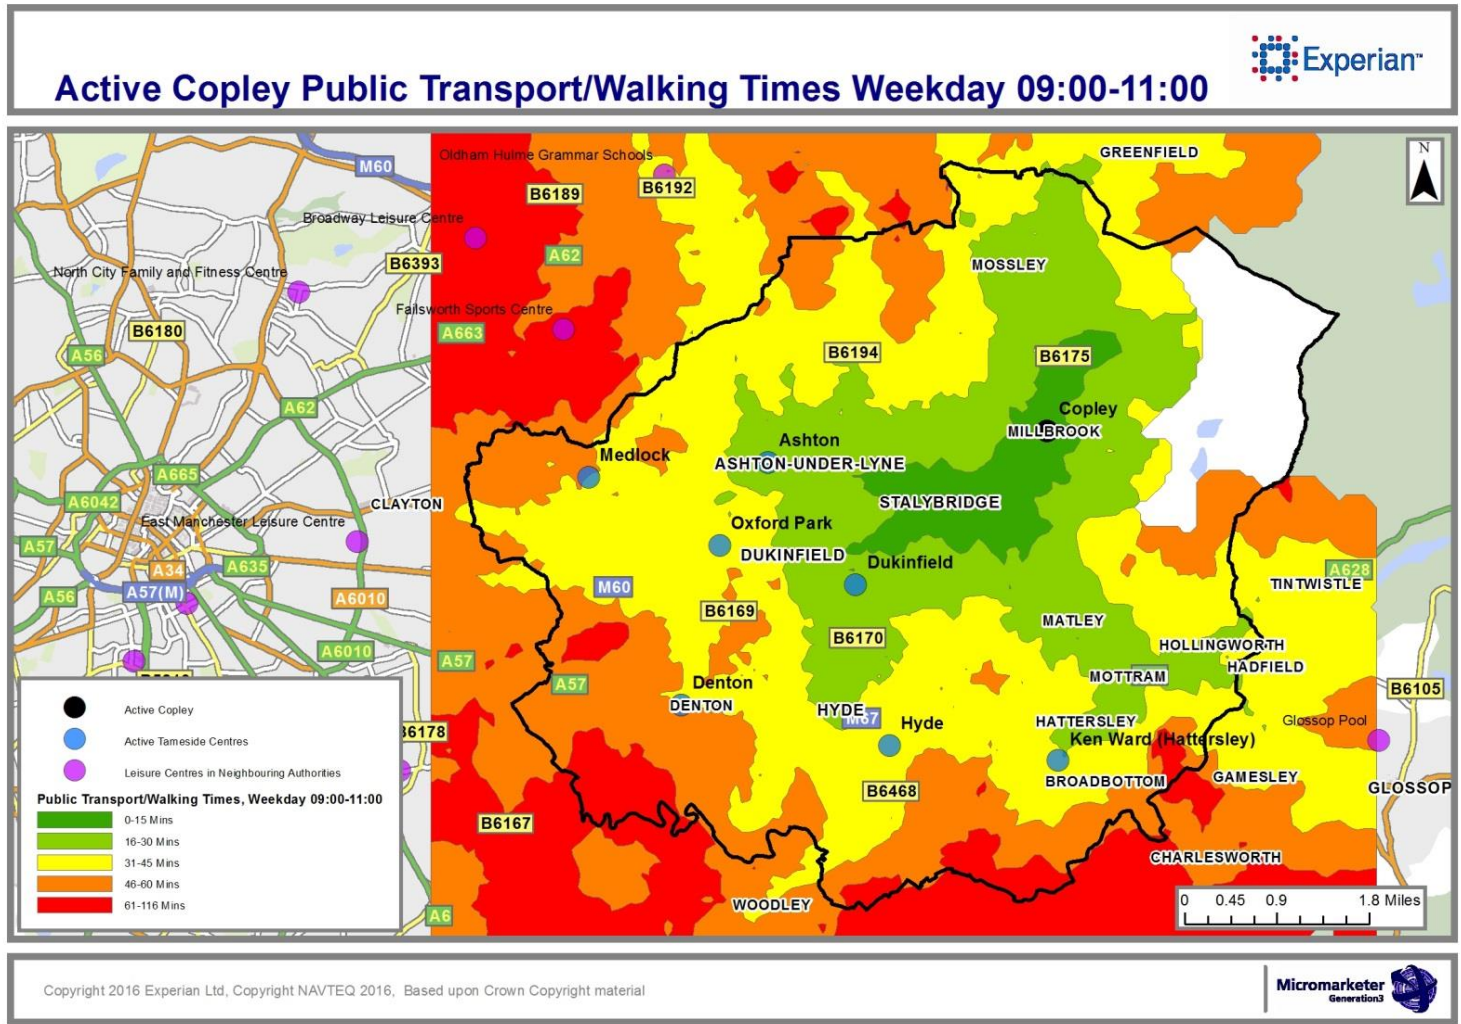 Active Copley Public Transport/Walking Times Weekday 09:00-11:00
Experian™
N
M60
Oldham Hulme Grammar Schools
GREENFIELD
B6189
B6192
Broadway Leisure Centre
A62
B6393
MOSSLEY
North City Family and Fitness Centre
Failsworth Sports Centre
B6180
A663
A56
B6194
B6175
A62
Copley
MILLBROOK
Ashton
Medlock
ASHTON-UNDER-LYNE
A665
A6042
CLAYTON
STALYBRIDGE
East Manchester Leisure Centre
Oxford Park
A57
DUKINFIELD
Dukinfield
A34
A635
A628
TINTWISTLE
A57(M)
M60
A56
A6010
B6169
MATLEY
B6170
A6010
HOLLINGWORTH
A57
HADFIELD
MOTTRAM
A57
Denton
B6105
DENTON
HYDE
M67
Hyde
HATTERSLEY
Glossop Pool
B6178
Ken Ward (Hattersley)
BROADBOTTOM
GAMESLEY
GLOSSOP
B6468
B6167
CHARLESWORTH
WOODLEY
A6
Active Copley
Active Tameside Centres
Leisure Centres in Neighbouring Authorities
Public Transport/Walking Times, Weekday 09:00-11:00
0-15 Mins
16-30 Mins
31-45 Mins
46-60 Mins
61-116 Mins
0 0.45 0.9 1.8 Miles
Copyright 2016 Experian Ltd, Copyright NAVTEQ 2016, Based upon Crown Copyright material
Micromarketer
Generation3